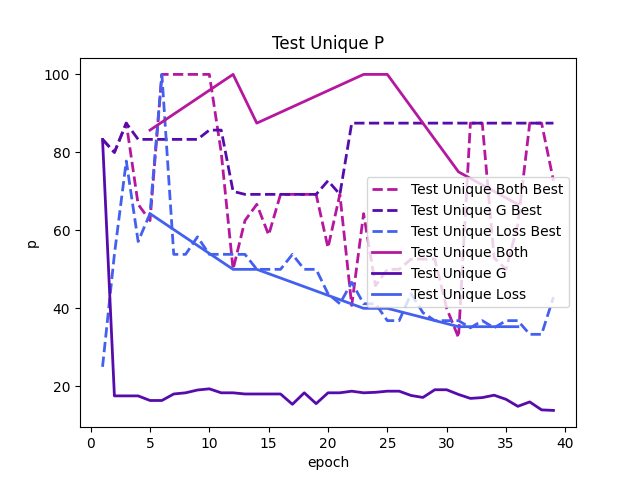 Test Unique P
100
80
60
40
20
p
0
5
10
15
20
25
30
35
40
epoch
Test Unique Both Best
Test Unique G Best
Test Unique Loss Best
Test Unique Both
Test Unique G
Test Unique Loss